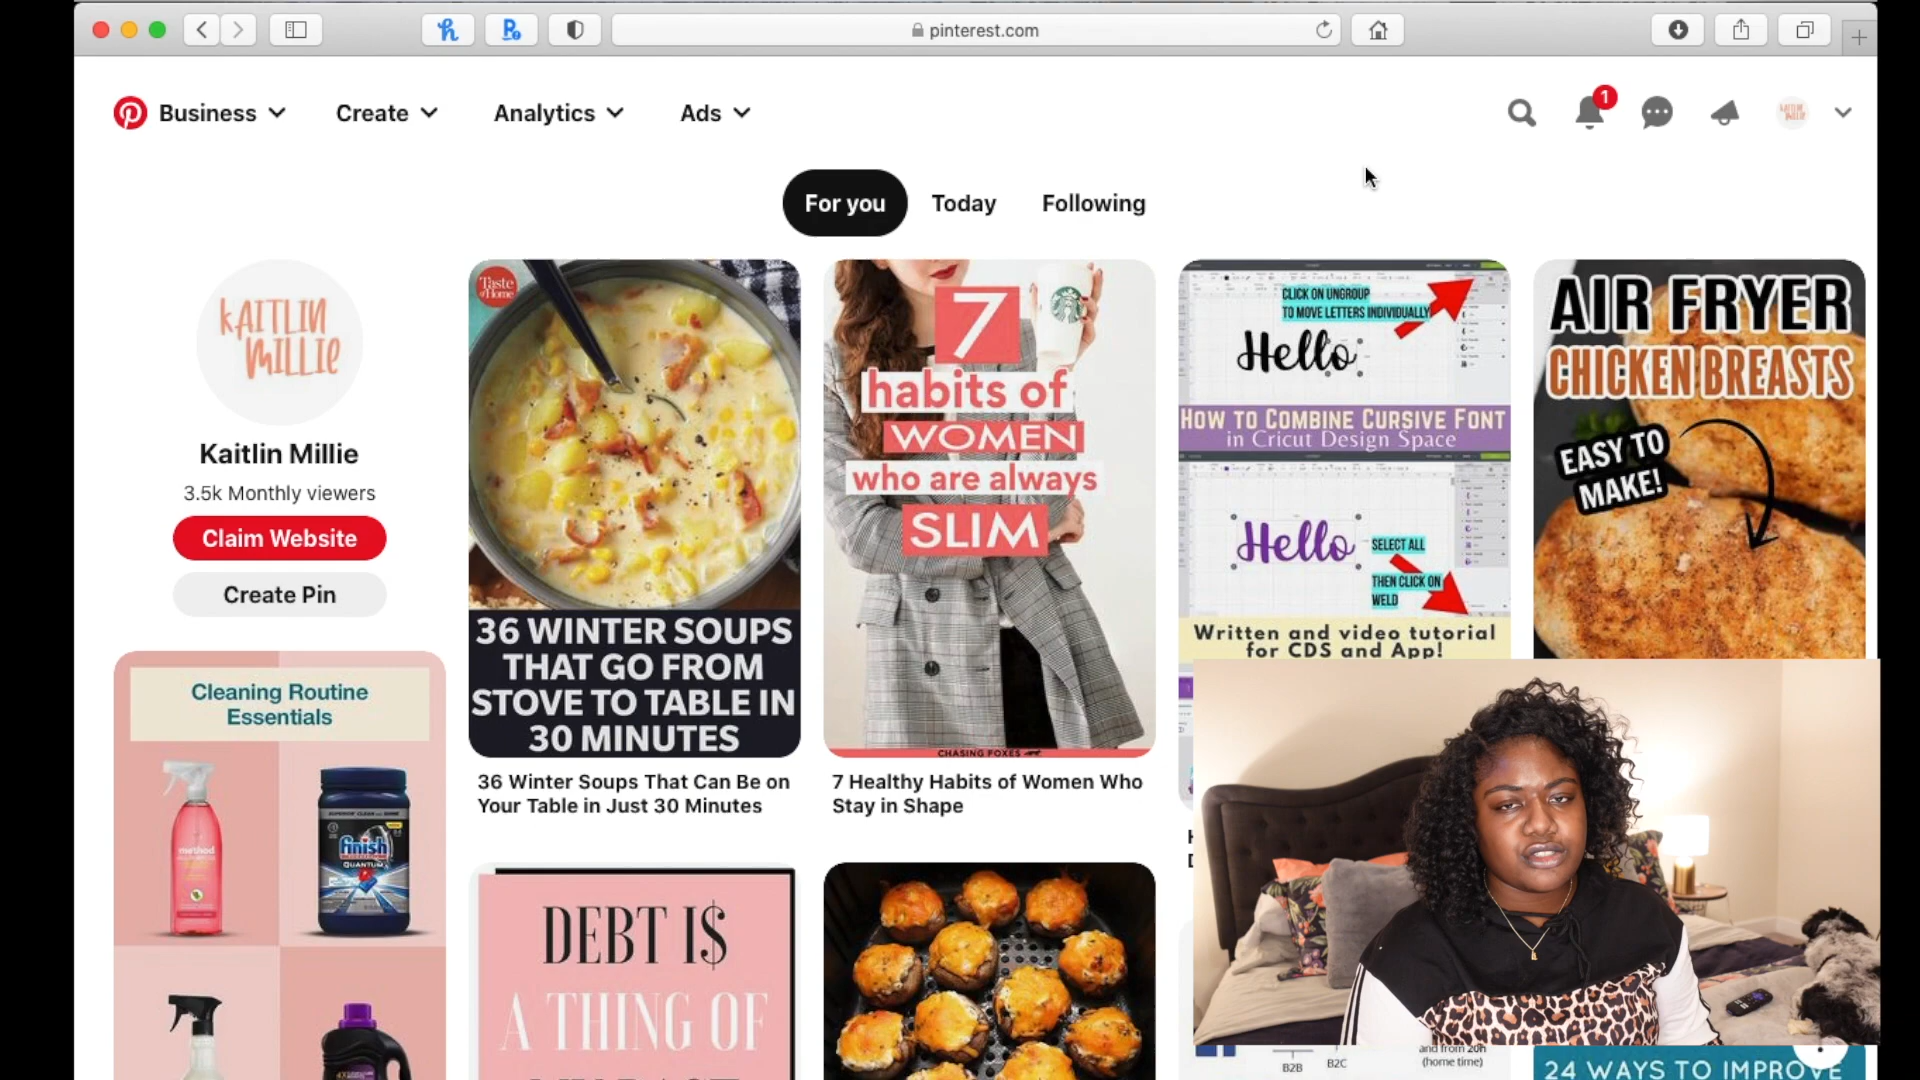 pinterest.com
Business
Create
Analytics
Ads
1
For you
Today
Following
KAITLIN
MILLIE
Kaitlin Millie
3.5k Monthly viewers
Claim Website
Create Pin
Cleaning Routine
Essentials
method
finish
QUANTUM
Taste
of Home
36 WINTER SOUPS
THAT GO FROM
STOVE TO TABLE IN
30 MINUTES
36 Winter Soups That Can Be on
Your Table in Just 30 Minutes
DEBT I$
A THING OF
7
habits of
WOMEN
who are always
SLIM
CHASING FOXES
7 Healthy Habits of Women Who
Stay in Shape
CLICK ON UNGROUP
TO MOVE LETTERS INDIVIDUALLY
Hello
HOW TO COMBINE CURSIVE FONT
in Cricut Design Space
Hello
SELECT ALL
THEN CLICK ON
WELD
Written and video tutorial
for CDS and App!
AIR FRYER
CHICKEN BREASTS
EASY TO
MAKE!
B2B
B2C
and from 20h
(home time)
24 WAYS TO IMPROVE